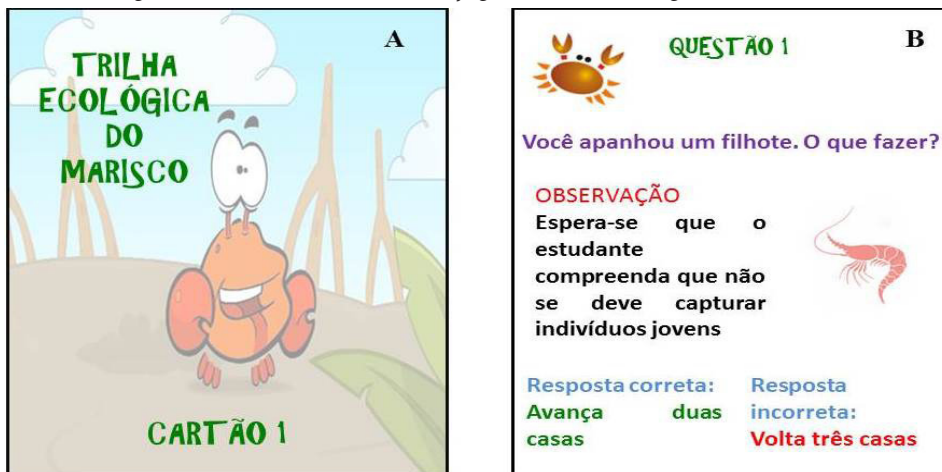 A
TRILHA
ECOLÓGICA
DO
MARISCO
CARTÃO 1
B
QUESTÃO 1
Você apanhou um filhote. O que fazer?
OBSERVAÇÃO
Espera-se que o
estudante
compreenda que não
se deve capturar
indivíduos jovens
Resposta correta:
Avança duas
casas
Resposta
incorreta:
Volta três casas